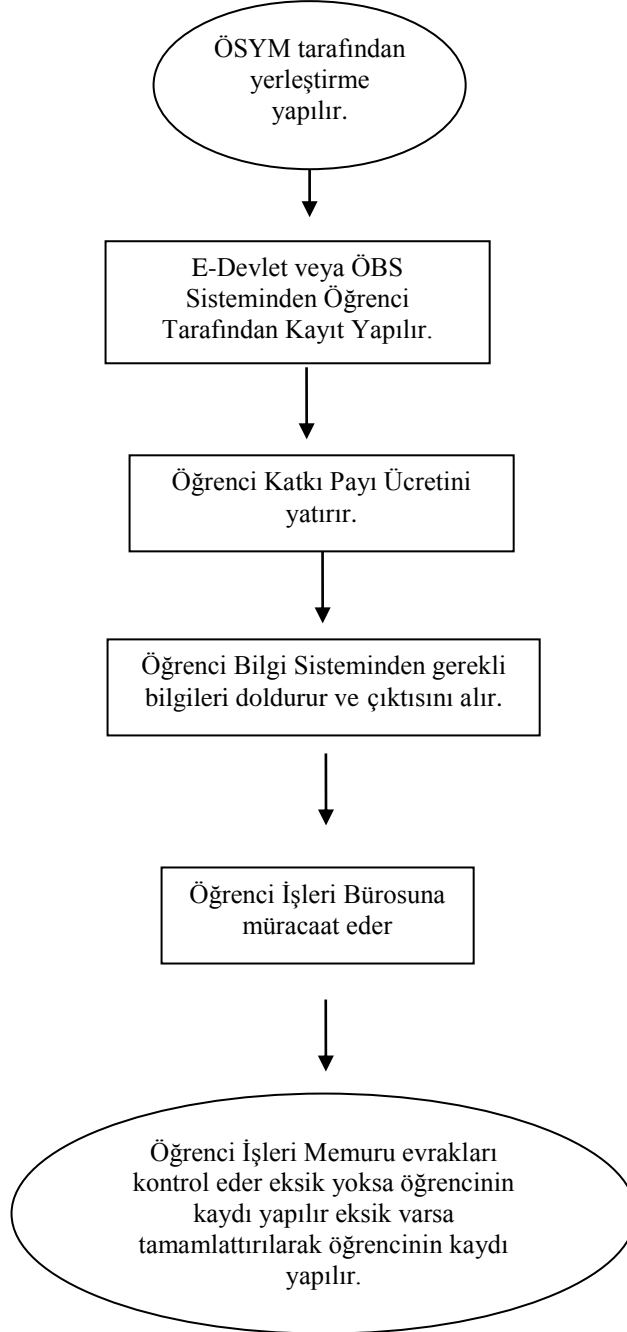 ÖSYM tarafından
yerleştirme
yapılır.
E-Devlet veya ÖBS
Sisteminden Öğrenci
Tarafından Kayıt Yapılır.
Öğrenci Katkı Payı Ücretini
yatırır.
Öğrenci Bilgi Sisteminden gerekli
bilgileri doldurur ve çıktısını alır.
Öğrenci İşleri Bürosuna
müracaat eder
Öğrenci İşleri Memuru evrakları
kontrol eder eksik yoksa öğrencinin
kaydı yapılır eksik varsa
tamamlattırılarak öğrencinin kaydı
yapılır.